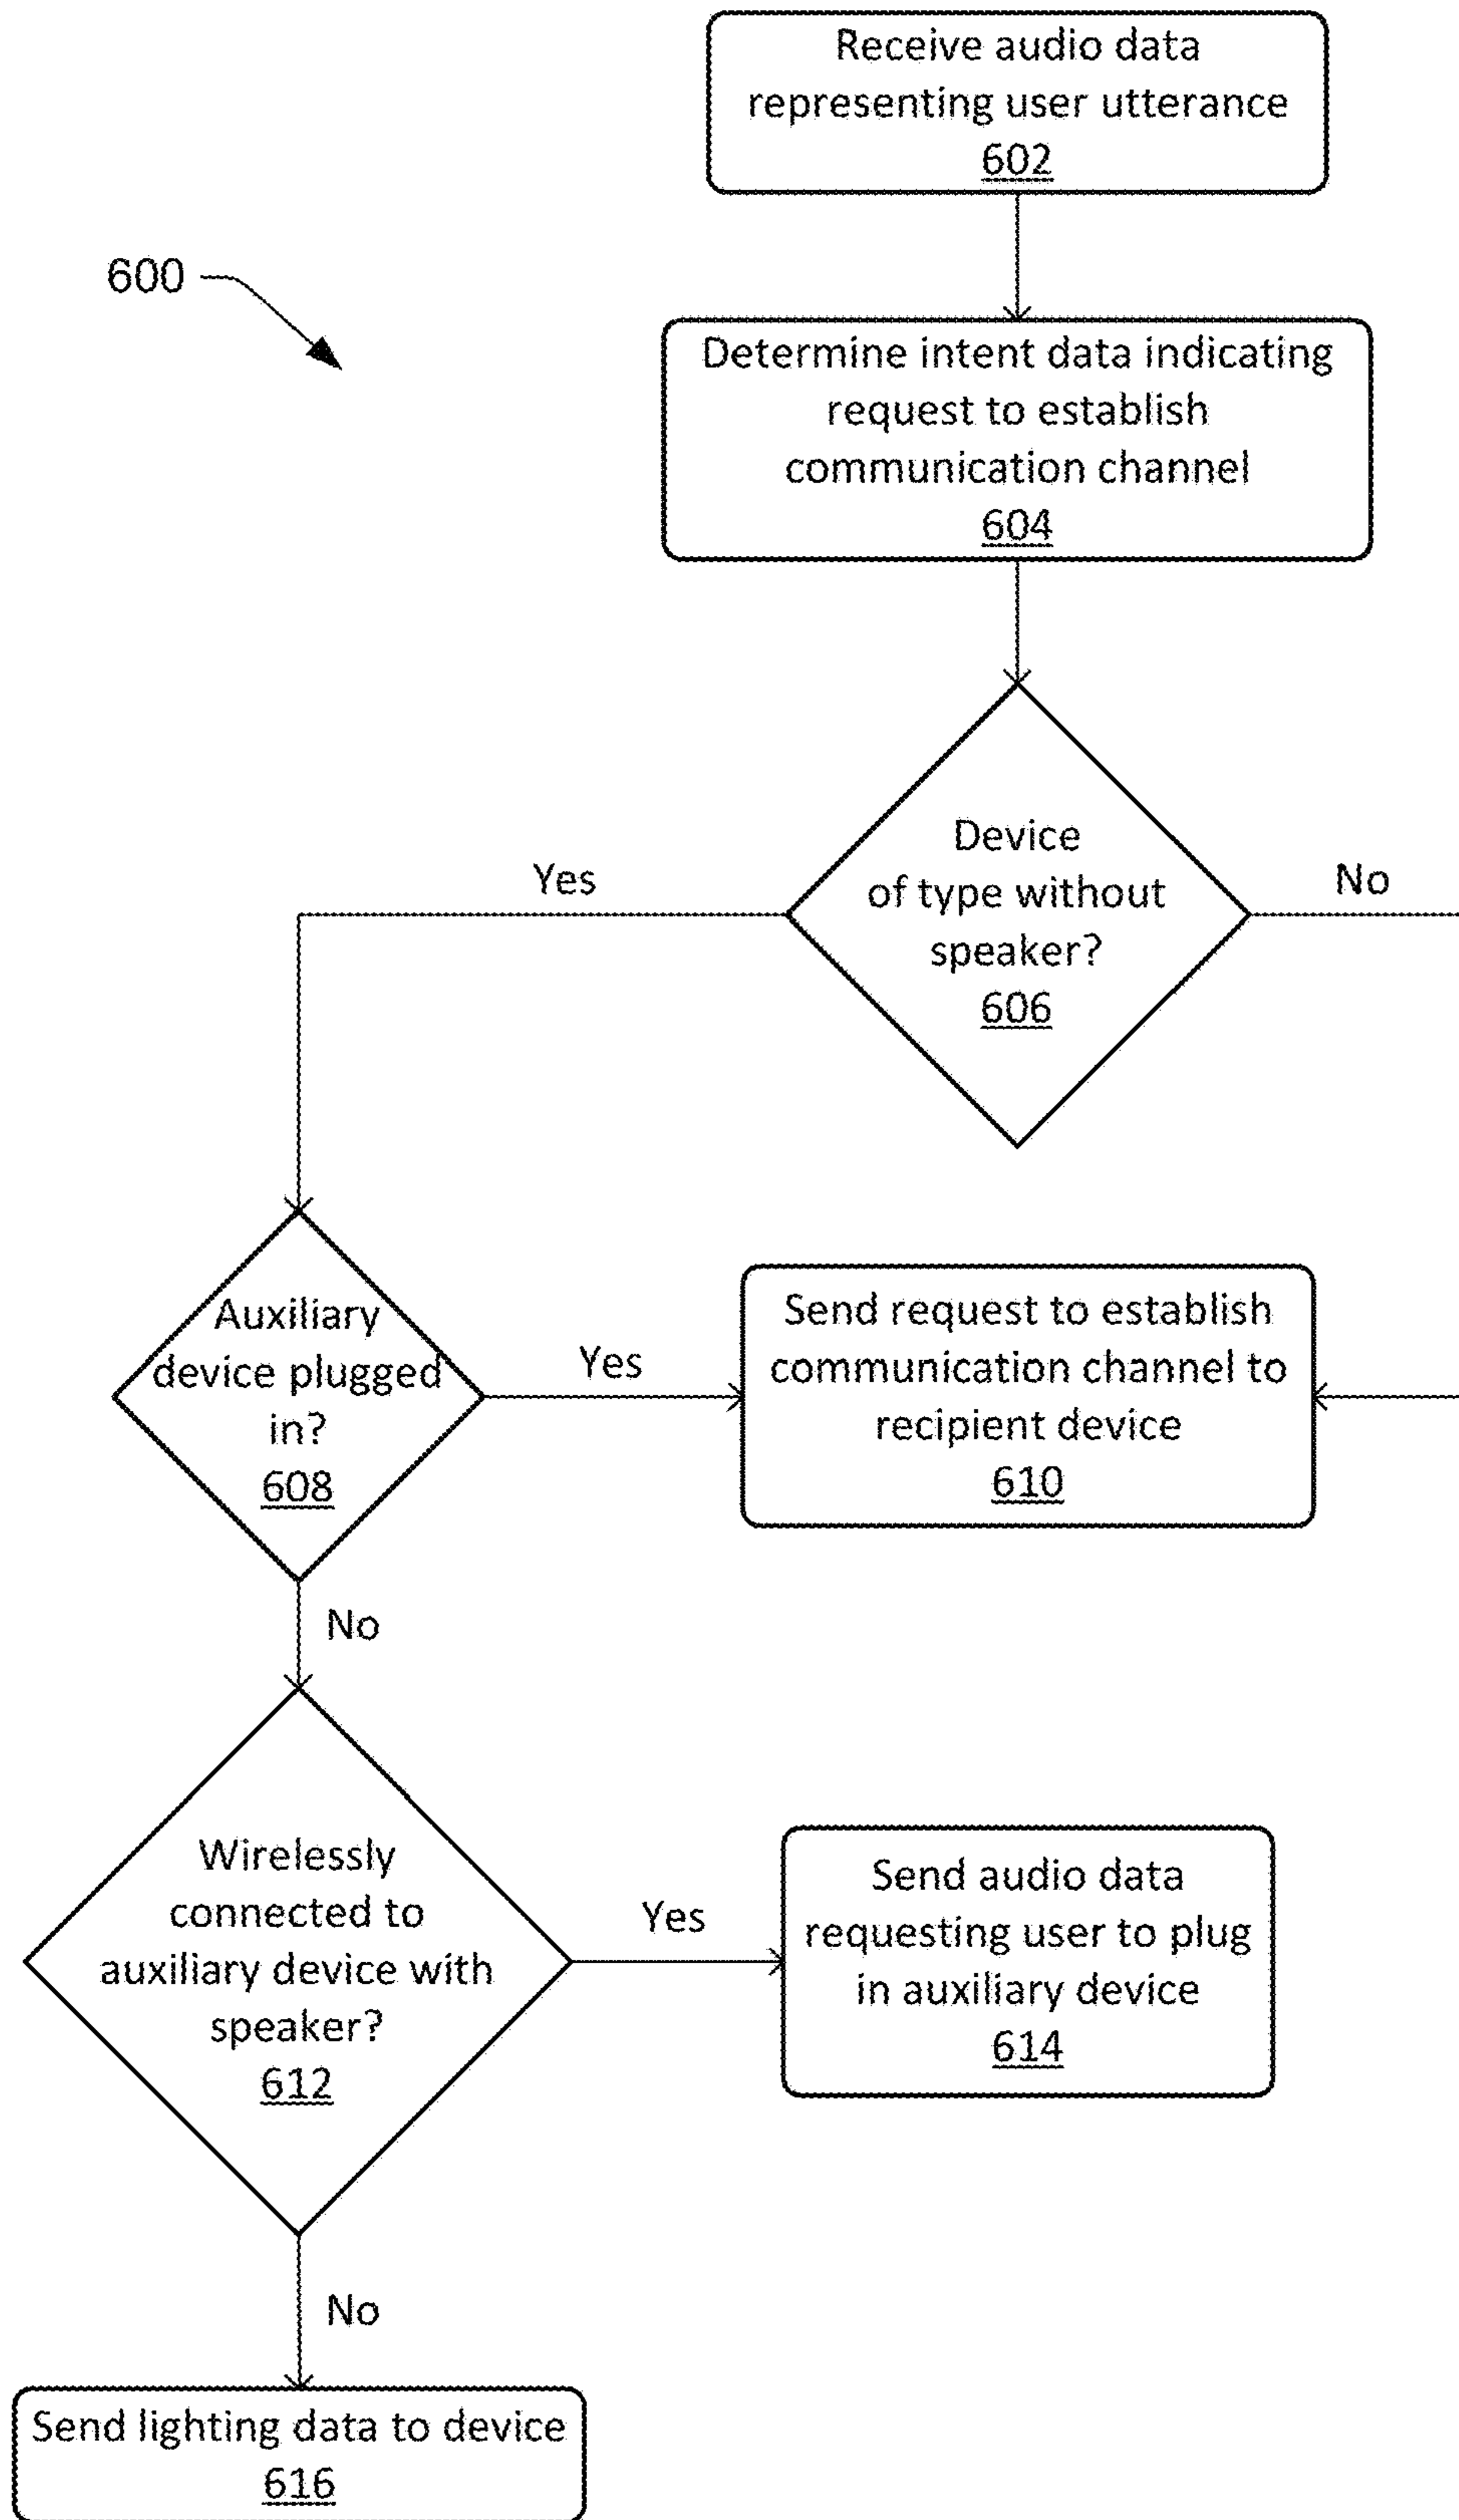 Receive audio data
representing user utterance
602
600
Determine intent data indicating
request to establish
communication channel
604
Device
of type without
speaker?
606
Yes
No
Auxiliary
device plugged
in?
608
Yes
Send request to establish
communication channel to
recipient device
610
No
Wirelessly
connected to
auxiliary device with
speaker?
612
Yes
Send audio data
requesting user to plug
in auxiliary device
614
No
Send lighting data to device
616